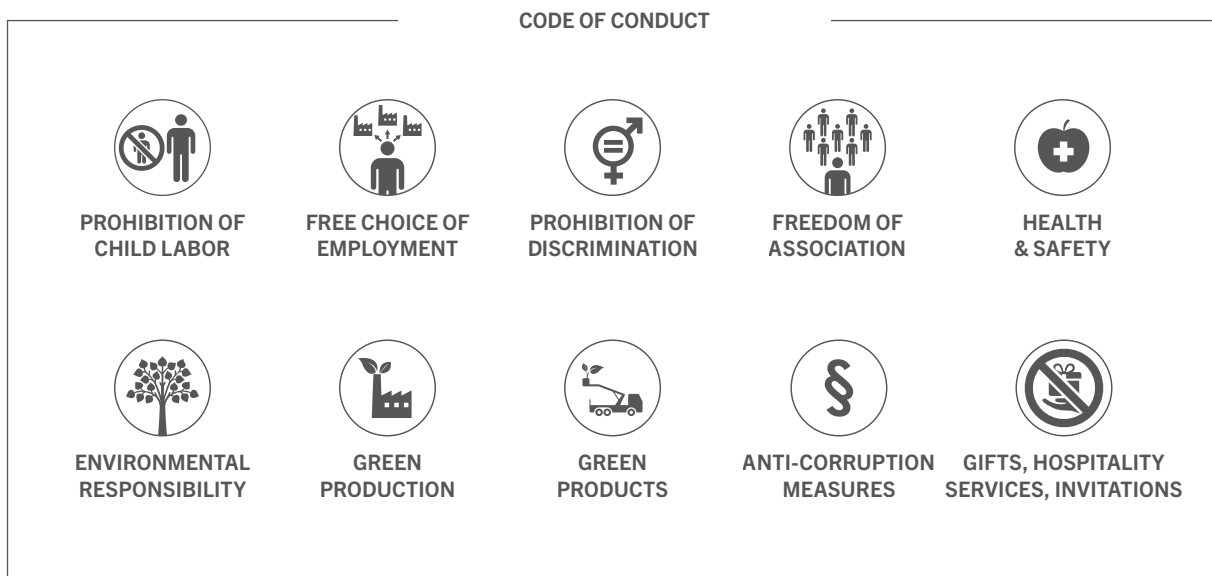 CODE OF CONDUCT
PROHIBITION OF
CHILD LABOR
FREE CHOICE OF
EMPLOYMENT
PROHIBITION OF
DISCRIMINATION
FREEDOM OF
ASSOCIATION
HEALTH
& SAFETY
ENVIRONMENTAL
RESPONSIBILITY
GREEN
PRODUCTION
GREEN
PRODUCTS
§
ANTI-CORRUPTION
MEASURES
GIFTS, HOSPITALITY
SERVICES, INVITATIONS